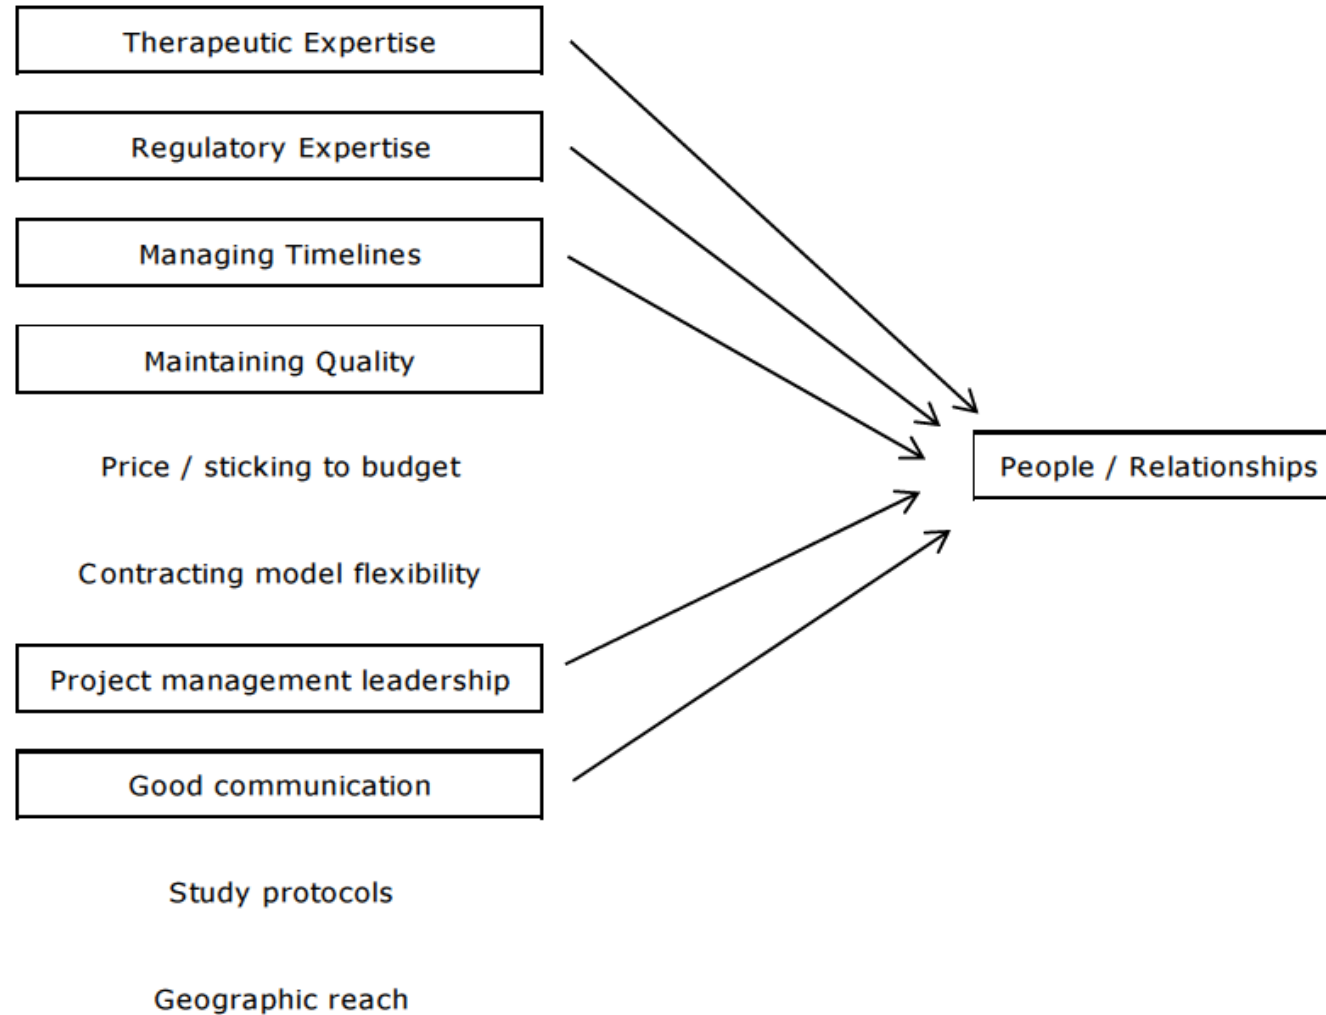 Therapeutic Expertise
Regulatory Expertise
Managing Timelines
Maintaining Quality
Price / sticking to budget
People / Relationships
Contracting model flexibility
Project management leadership
Good communication
Study protocols
Geographic reach